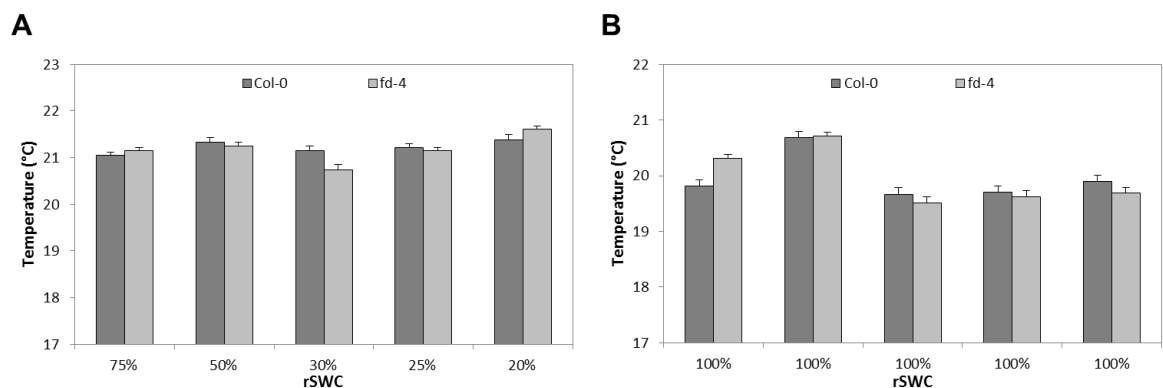 A
B
23
22
21
20
19
18
17
Temperature (°C)
Col-0 fd-4
75% 50% 30% 25% 20%
rSWC
22
21
20
19
18
17
Temperature (°C)
Col-0 fd-4
100% 100% 100% 100% 100%
rSWC